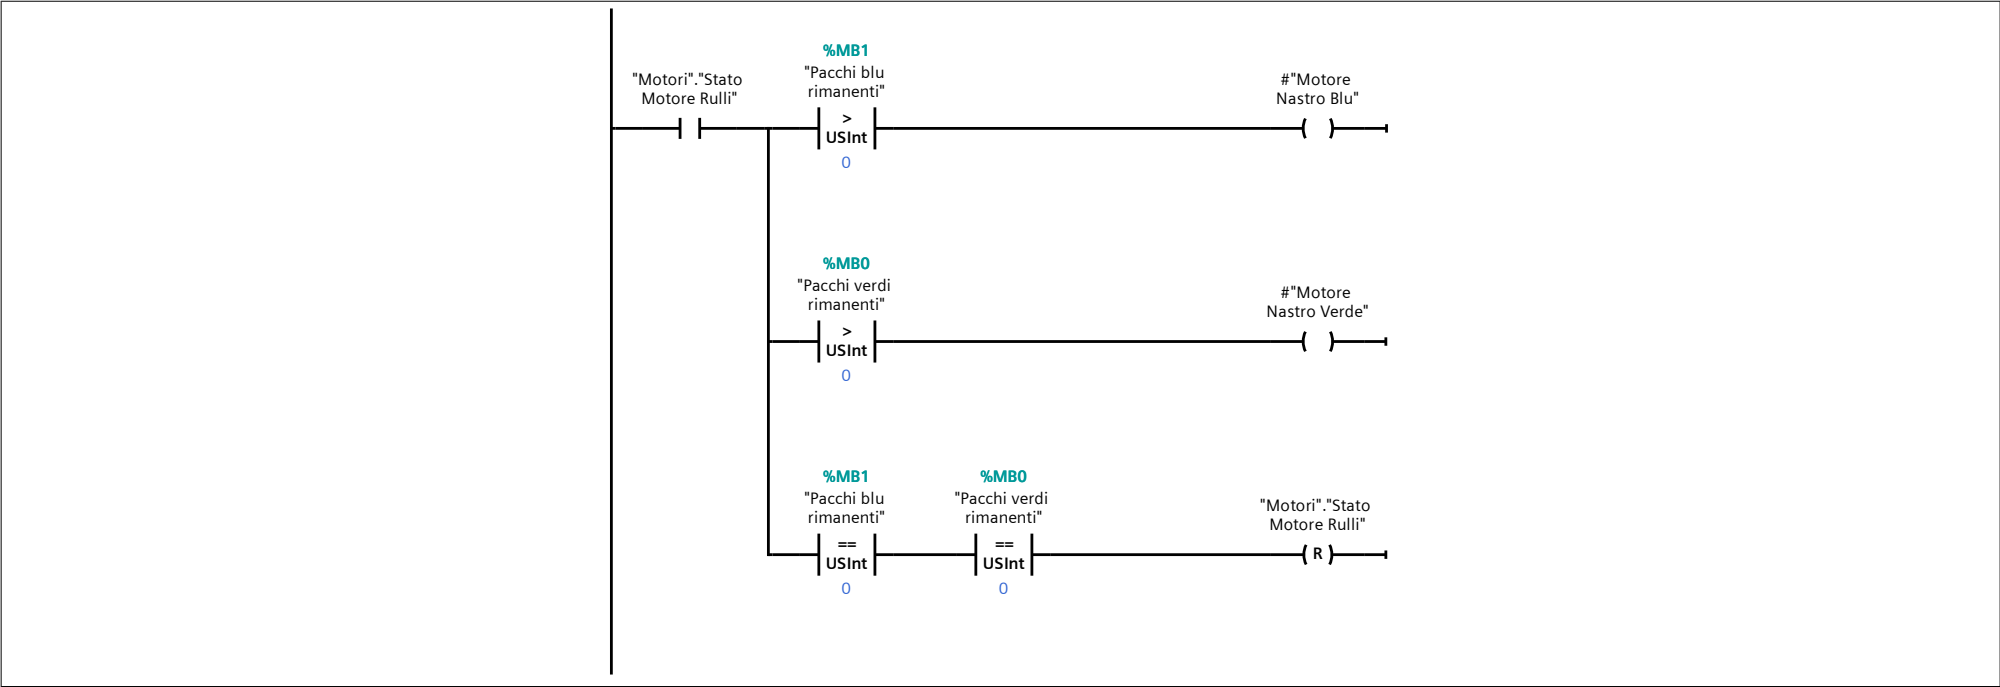 %MB1
"Motori"."Stato
Motore Rulli"
"Pacchi blu
rimanenti"
#"Motore
Nastro Blu"
>
USInt
0
%MB0
"Pacchi verdi
rimanenti"
#"Motore
Nastro Verde"
>
USInt
0
%MB1
"Pacchi blu
rimanenti"
==
USInt
0
%MB0
"Pacchi verdi
rimanenti"
==
USInt
0
"Motori"."Stato
Motore Rulli"
R